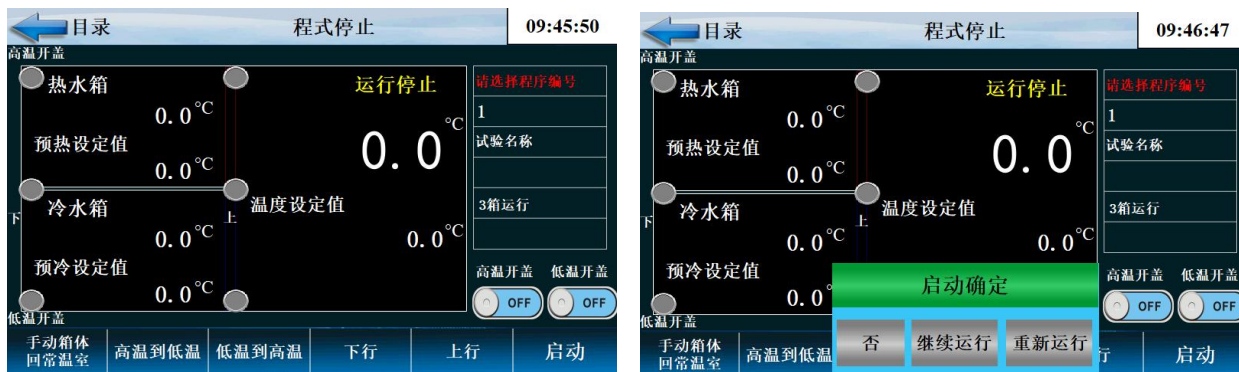 目录
程式停止
09:45:50
高温开盖
热水箱
运行停止
请选择程序编号
0.0℃
1
℃
预热设定值
0.0
试验名称
0.0℃
冷水箱
温度设定值
3箱运行
下
上
0.0℃
0.0℃
预冷设定值
高温开盖
低温开盖
0.0℃
OFF
OFF
低温开盖
手动箱体
回常温室
高温到低温
低温到高温
下行
上行
启动
目录
程式停止
09:46:47
高温开盖
热水箱
运行停止
请选择程序编号
0.0℃
1
℃
预热设定值
0.0
试验名称
0.0℃
冷水箱
温度设定值
3箱运行
下
上
0.0℃
0.0℃
预冷设定值
启动确定
高温开盖
低温开盖
0.0
OFF
OFF
低温开盖
否
继续运行
重新运行
手动箱体
回常温室
高温到低温
行
启动